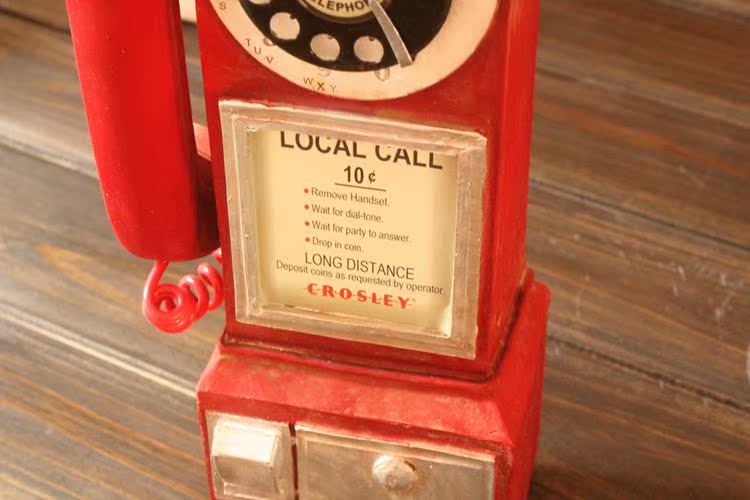 TELEPHONE
S
T U V
W X Y
LOCAL CALL
10¢
• Remove Handset.
• Wait for dial-tone.
• Wait for party to answer.
• Drop in coin.
LONG DISTANCE
Deposit coins as requested by operator.
CROSLEY